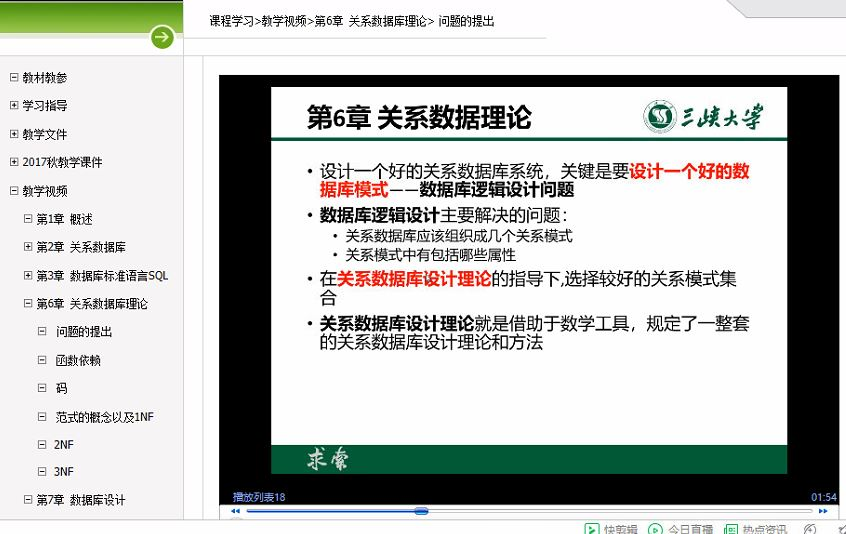 课程学习>教学视频>第6章 关系数据库理论> 问题的提出
教材教参
学习指导
教学文件
2017秋教学课件
教学视频
第1章 概述
第2章 关系数据库
第3章 数据库标准语言SQL
第6章 关系数据库理论
问题的提出
函数依赖
码
范式的概念以及1NF
2NF
3NF
第7章 数据库设计
第6章 关系数据理论
三峡大学
• 设计一个好的关系数据库系统，关键是要设计一个好的数
据库模式——数据库逻辑设计问题
• 数据库逻辑设计主要解决的问题：
• 关系数据库应该组织成几个关系模式
• 关系模式中有包括哪些属性
• 在关系数据库设计理论的指导下,选择较好的关系模式集
合
• 关系数据库设计理论就是借助于数学工具，规定了一整套
的关系数据库设计理论和方法
求索
播放列表18
01:54
快剪辑
今日直播
热点资讯